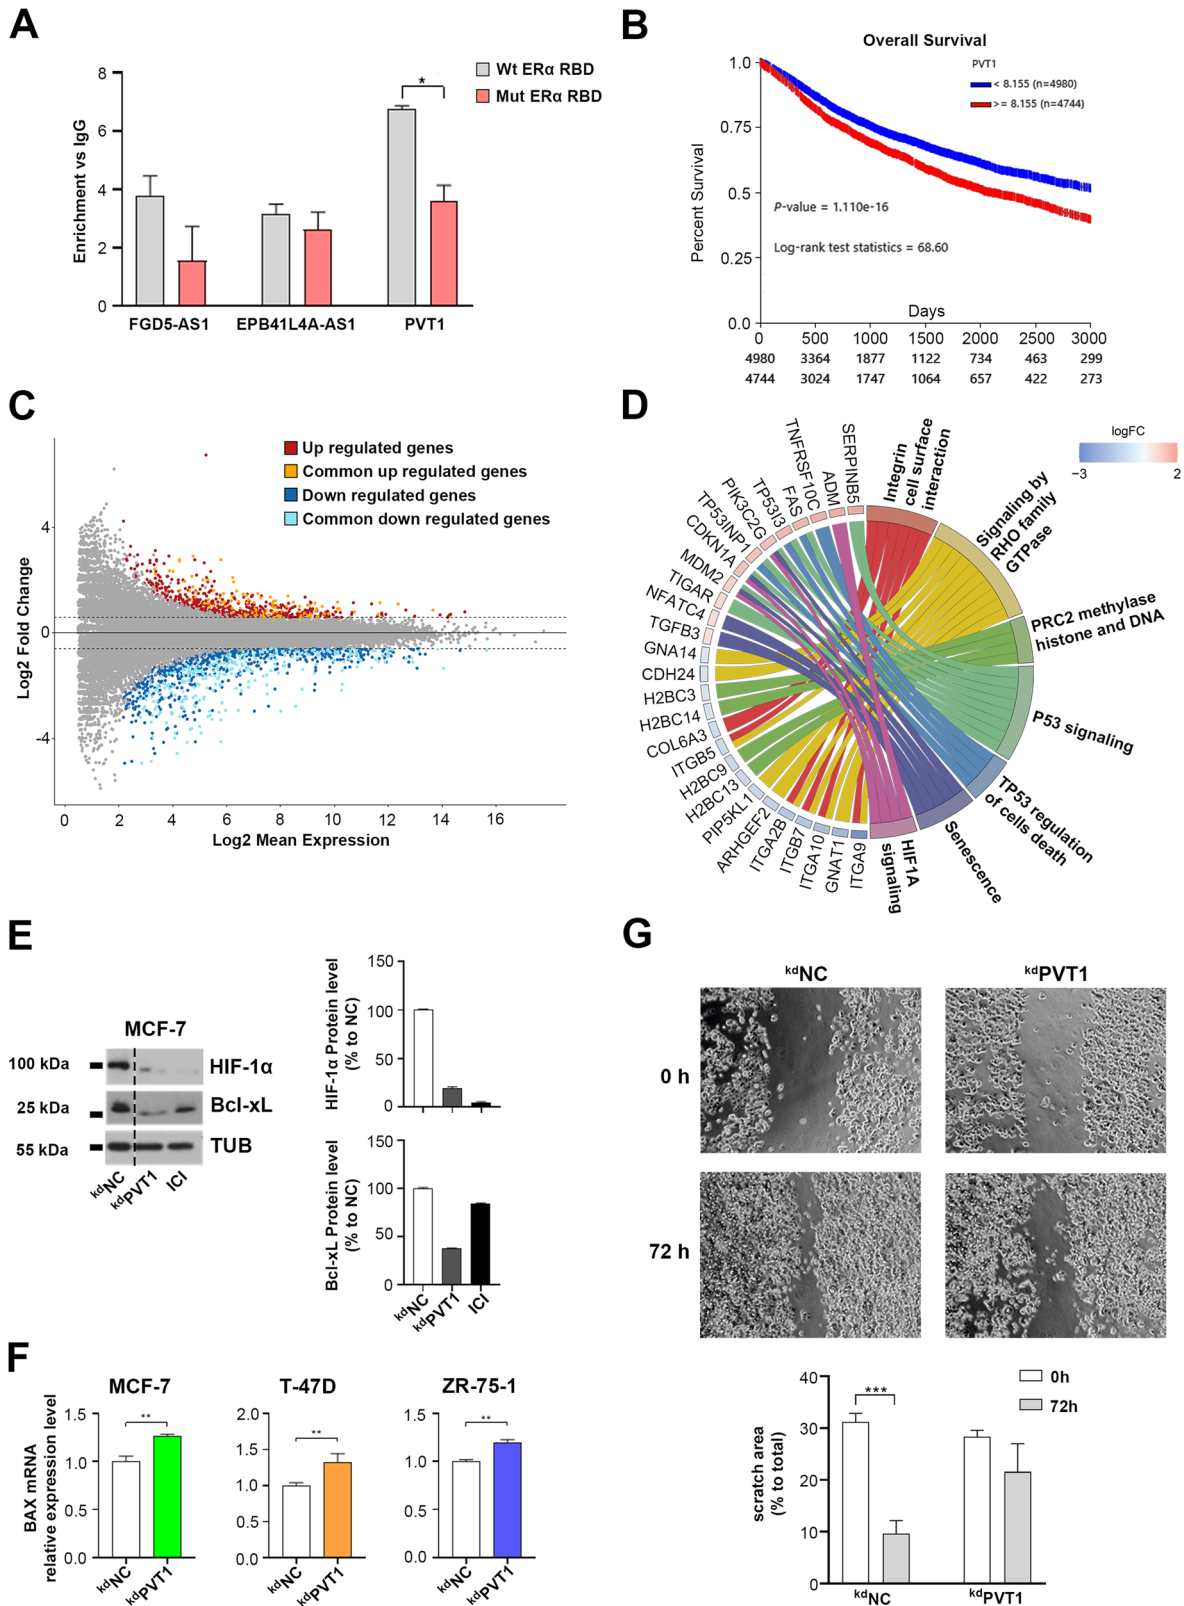 A
Enrichment vs IgG
8
6
4
2
0
*
Wt ERα RBD
Mut ERα RBD
FGD5-AS1
EPB41L4A-AS1
PVT1
B
Overall Survival
PVT1
< 8.155 (n=4980)
>= 8.155 (n=4744)
Percent Survival
1.0
0.75
0.5
0.25
0.0
P-value = 1.110e-16
Log-rank test statistics = 68.60
Days
0 500 1000 1500 2000 2500 3000
4980 3364 1877 1122 734 463 299
4744 3024 1747 1064 657 422 273
C
Up regulated genes
Common up regulated genes
Down regulated genes
Common down regulated genes
Log2 Fold Change
4
0
−4
0 2 4 6 8 10 12 14 16
Log2 Mean Expression
D
logFC
−3 2
SERPINB5
ADM
TNFRSF10C
FAS
TP53I3
PIK3C2G
TP53INP1
CDKN1A
MDM2
TIGAR
NFATC4
TGFB3
GNA14
CDH24
H2BC3
H2BC14
COL6A3
ITGB5
H2BC9
H2BC13
PIP5KL1
ARHGEF2
ITGA2B
ITGB7
ITGA10
GNAT1
ITGA9
Integrin
cell surface
interaction
Signaling by
RHO family
GTPase
PRC2 methylase
histone and DNA
P53 signaling
TP53 regulation
of cells death
Senescence
HIF1A
signaling
E
MCF-7
100 kDa
HIF-1α
25 kDa
Bcl-xL
55 kDa
TUB
kdNC
kdPVT1
ICI
HIF-1α Protein level
(% to NC)
150
100
50
0
Bcl-xL Protein level
(% to NC)
150
100
50
0
kdNC
kdPVT1
ICI
F
BAX mRNA
relative expression level
MCF-7
1.5
1.0
0.5
0.0
**
kdNC
kdPVT1
T-47D
2.0
1.5
1.0
0.5
0.0
**
kdNC
kdPVT1
ZR-75-1
1.5
1.0
0.5
0.0
**
kdNC
kdPVT1
G
kdNC
kdPVT1
0 h
72 h
scratch area
(% to total)
40
30
20
10
0
***
0h
72h
kdNC
kdPVT1